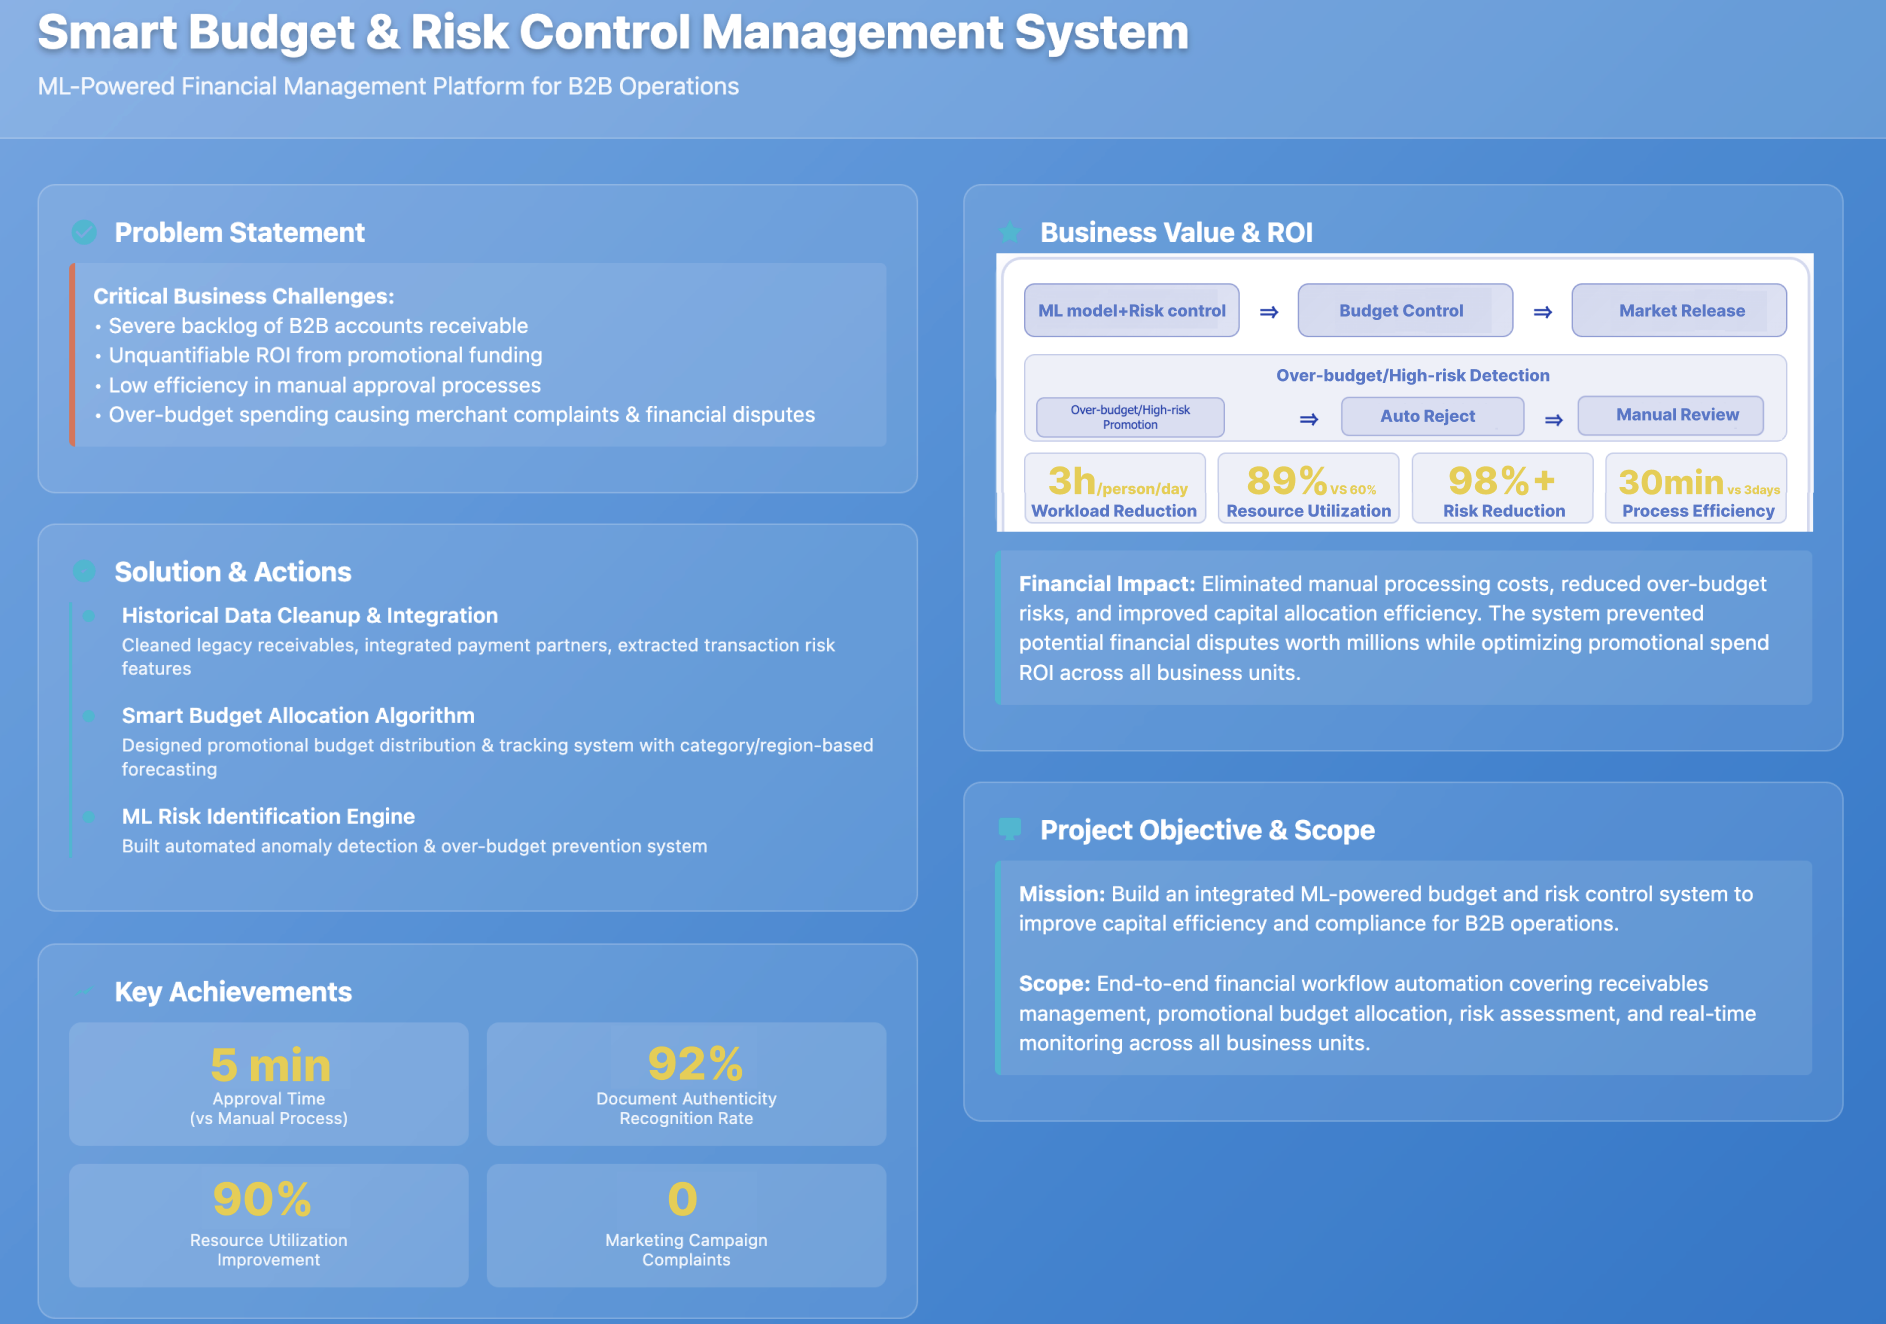 Smart Budget & Risk Control Management System
ML-Powered Financial Management Platform for B2B Operations
Problem Statement
Critical Business Challenges:
• Severe backlog of B2B accounts receivable
• Unquantifiable ROI from promotional funding
• Low efficiency in manual approval processes
• Over-budget spending causing merchant complaints & financial disputes
Solution & Actions
Historical Data Cleanup & Integration
Cleaned legacy receivables, integrated payment partners, extracted transaction risk
features
Smart Budget Allocation Algorithm
Designed promotional budget distribution & tracking system with category/region-based
forecasting
ML Risk Identification Engine
Built automated anomaly detection & over-budget prevention system
Key Achievements
5 min
Approval Time
(vs Manual Process)
92%
Document Authenticity
Recognition Rate
90%
Resource Utilization
Improvement
0
Marketing Campaign
Complaints
Business Value & ROI
ML model+Risk control ⇒ Budget Control ⇒ Market Release
Over-budget/High-risk Detection
Over-budget/High-risk
Promotion
⇒ Auto Reject ⇒ Manual Review
3h/person/day
Workload Reduction
89% VS 60%
Resource Utilization
98%+
Risk Reduction
30min vs 3days
Process Efficiency
Financial Impact: Eliminated manual processing costs, reduced over-budget
risks, and improved capital allocation efficiency. The system prevented
potential financial disputes worth millions while optimizing promotional spend
ROI across all business units.
Project Objective & Scope
Mission: Build an integrated ML-powered budget and risk control system to
improve capital efficiency and compliance for B2B operations.
Scope: End-to-end financial workflow automation covering receivables
management, promotional budget allocation, risk assessment, and real-time
monitoring across all business units.